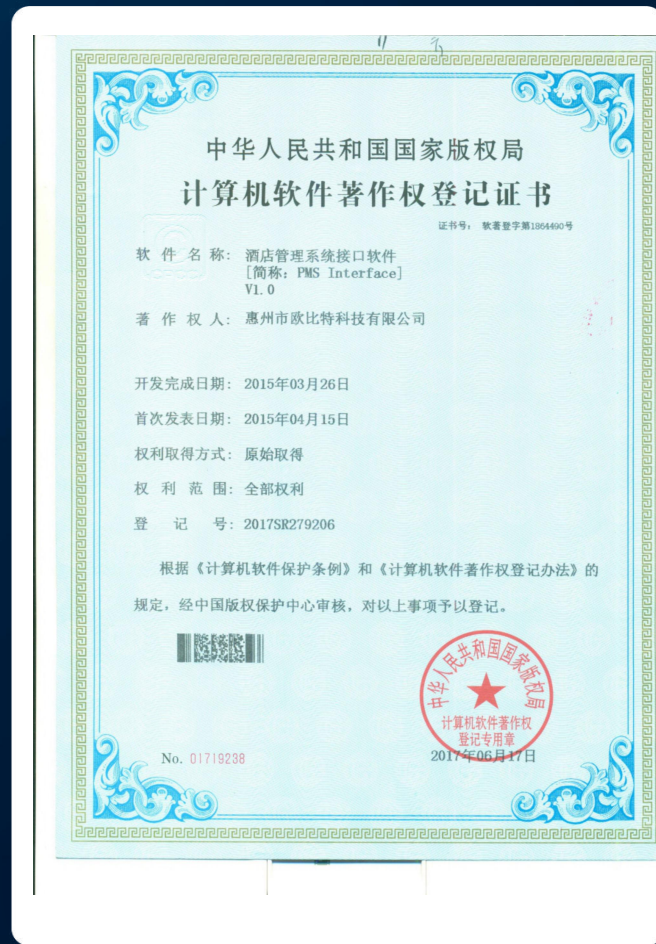 中华人民共和国国家版权局
计算机软件著作权登记证书
证书号: 软著登字第1864490号
软件名称: 酒店管理系统接口软件
[简称: PMS Interface]
V1.0
著作权人: 惠州市欧比特科技有限公司
开发完成日期: 2015年03月26日
首次发表日期: 2015年04月15日
权利取得方式: 原始取得
权利范围: 全部权利
登记号: 2017SR279206
根据《计算机软件保护条例》和《计算机软件著作权登记办法》的
规定,经中国版权保护中心审核,对以上事项予以登记。
中华人民共和国国家版权局
计算机软件著作权
登记专用章
No. 01719238
2017年06月17日